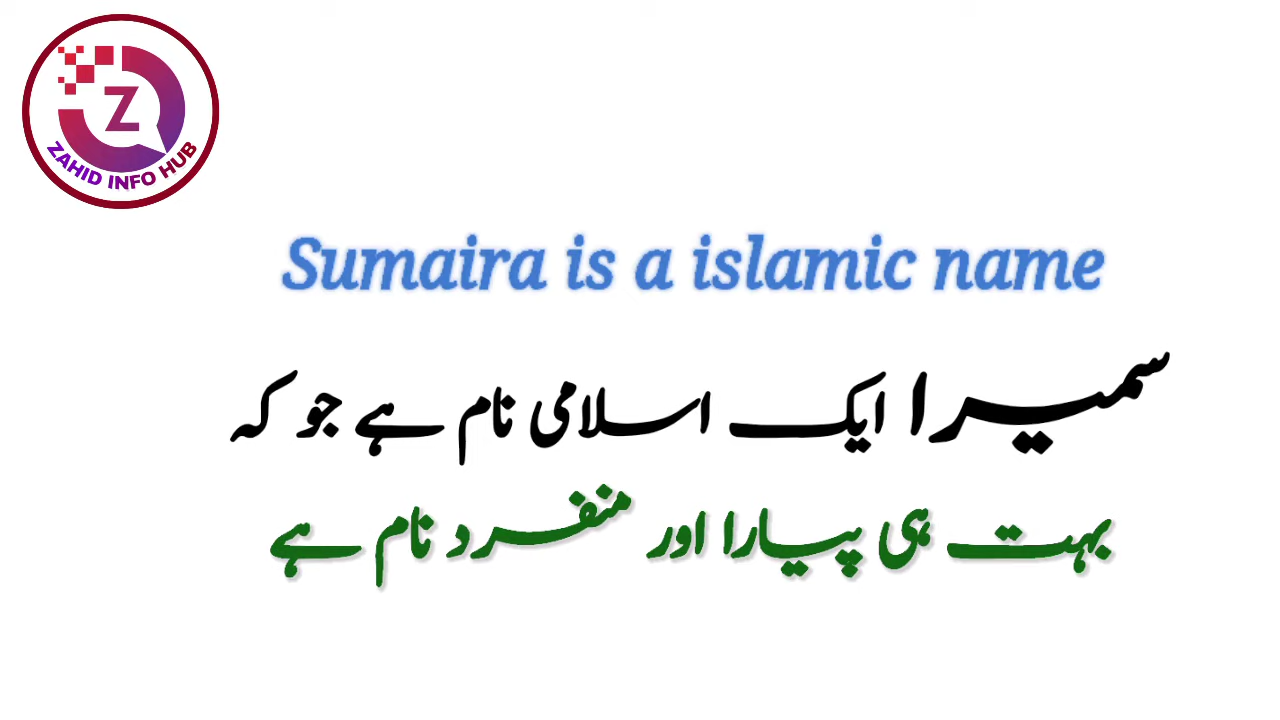 Z
ZAHID INFO HUB
Sumaira is a islamic name
سمیرا ایک اسلامی نام ہے جو کہ
بہت ہی پیارا اور منفرد نام ہے